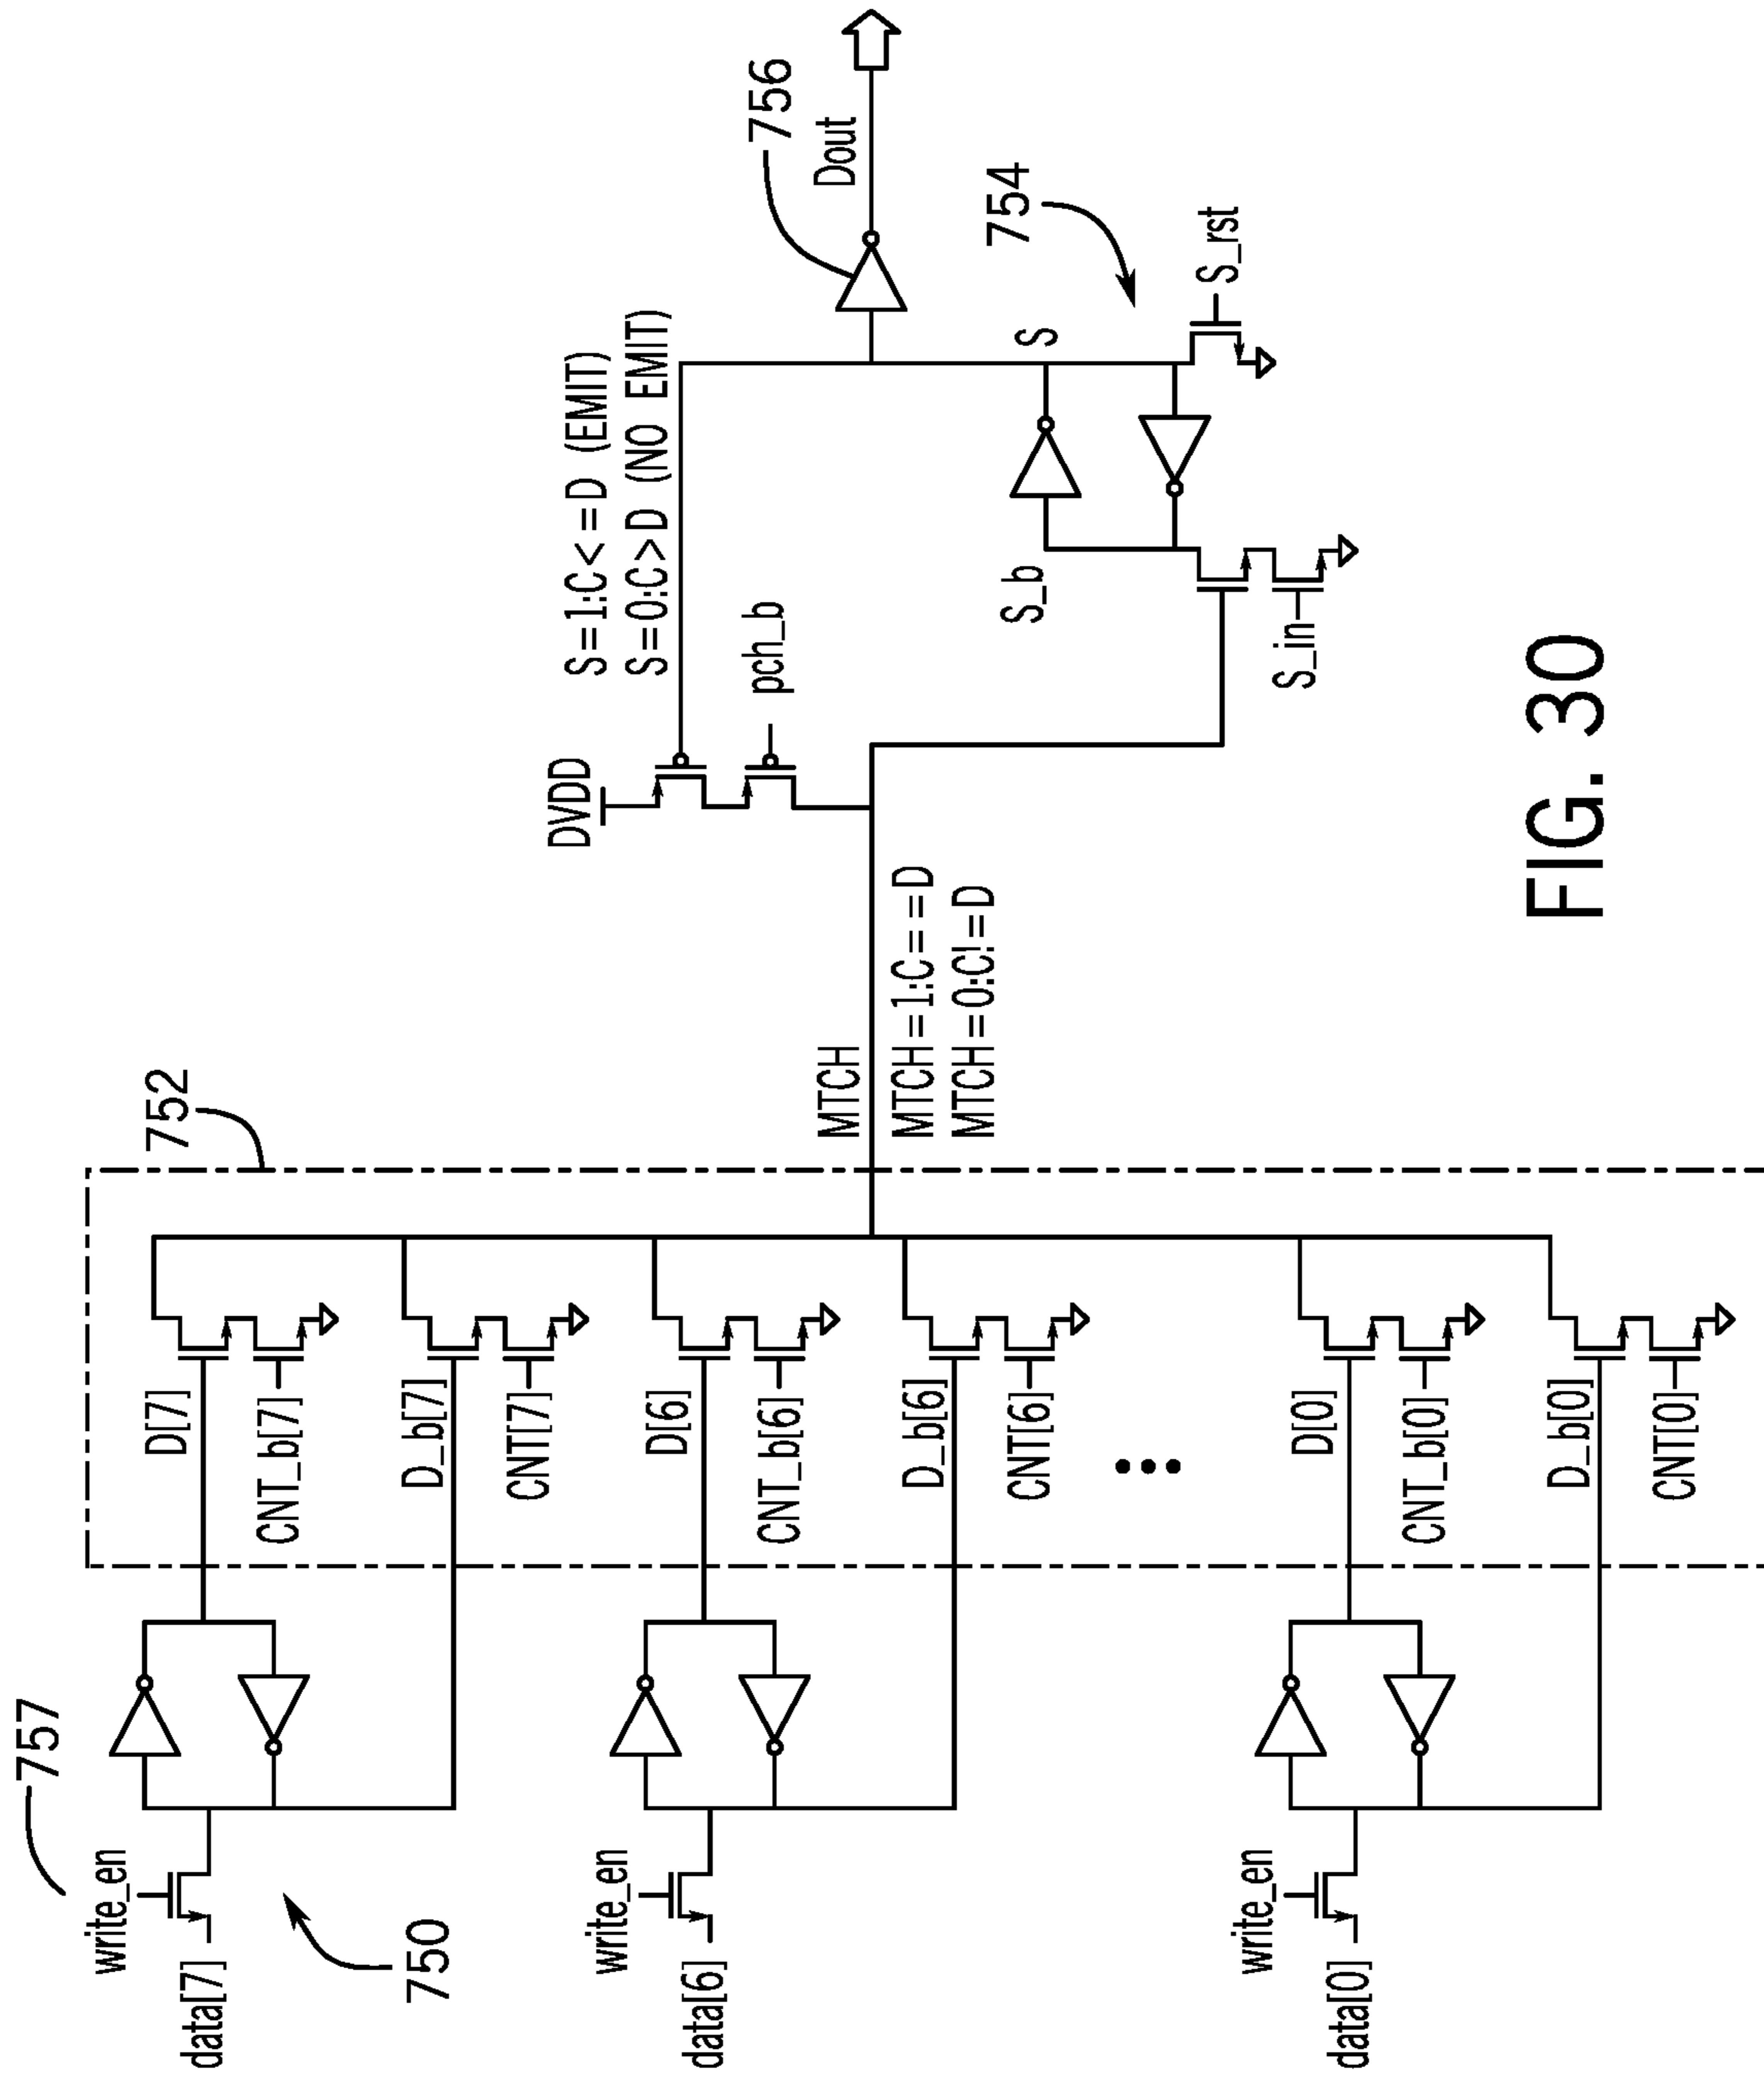 757
write_en
data[7]
750
D[7]
CNT_b[7]
D_b[7]
CNT[7]
752
write_en
data[6]
D[6]
CNT_b[6]
D_b[6]
CNT[6]
write_en
data[0]
D[0]
CNT_b[0]
D_b[0]
CNT[0]
MTCH
MTCH=1:C==D
MTCH=0:C!=D
DVDD
S=1:C<=D (EMIT)
S=0:C>D (NO EMIT)
pch_b
756
Dout
754
S
S_b
S_in
S_rst
FIG. 30